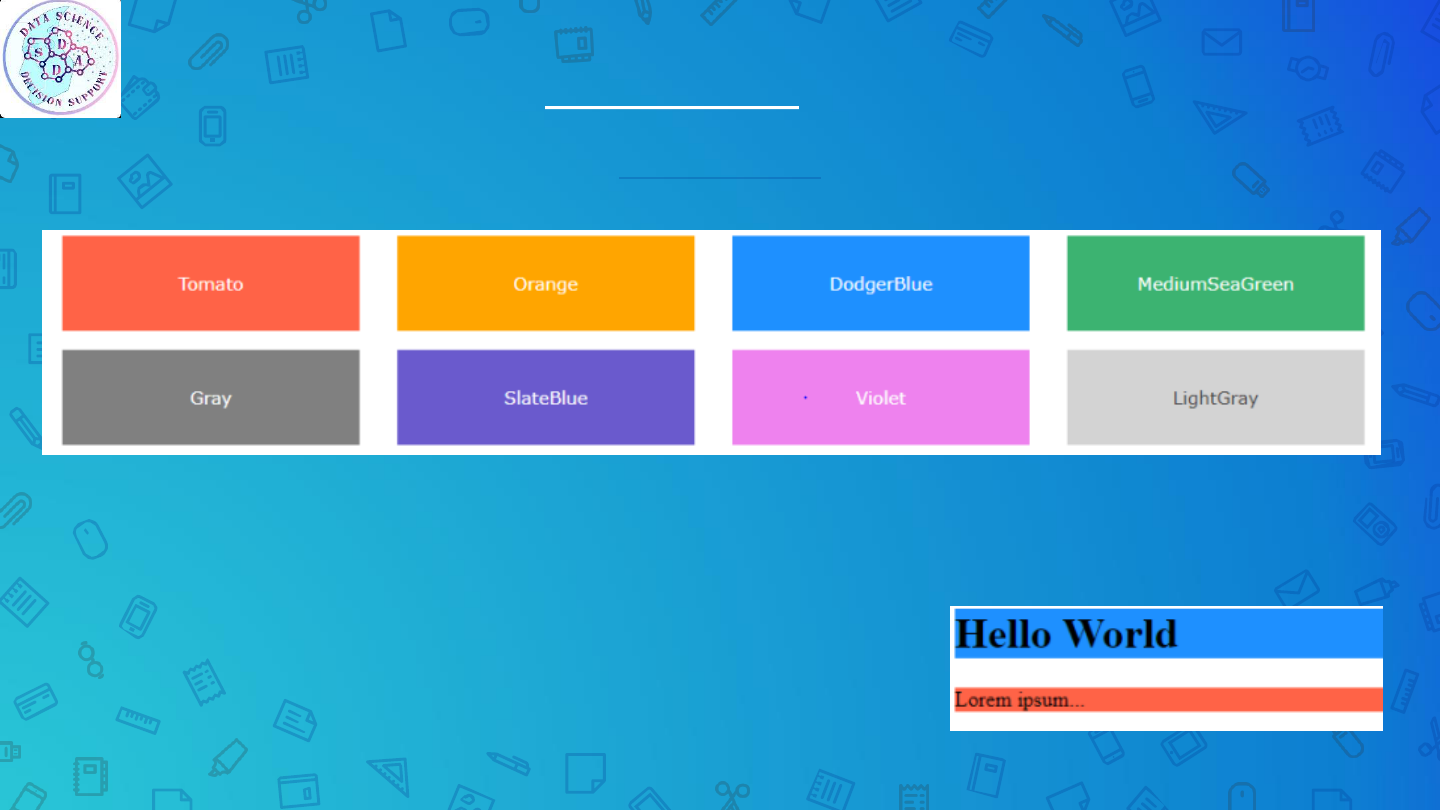 DATA SCIENCE
S D D A
DECISION SUPPORT
Tomato Orange DodgerBlue MediumSeaGreen
Gray SlateBlue Violet LightGray
Hello World
Lorem ipsum...